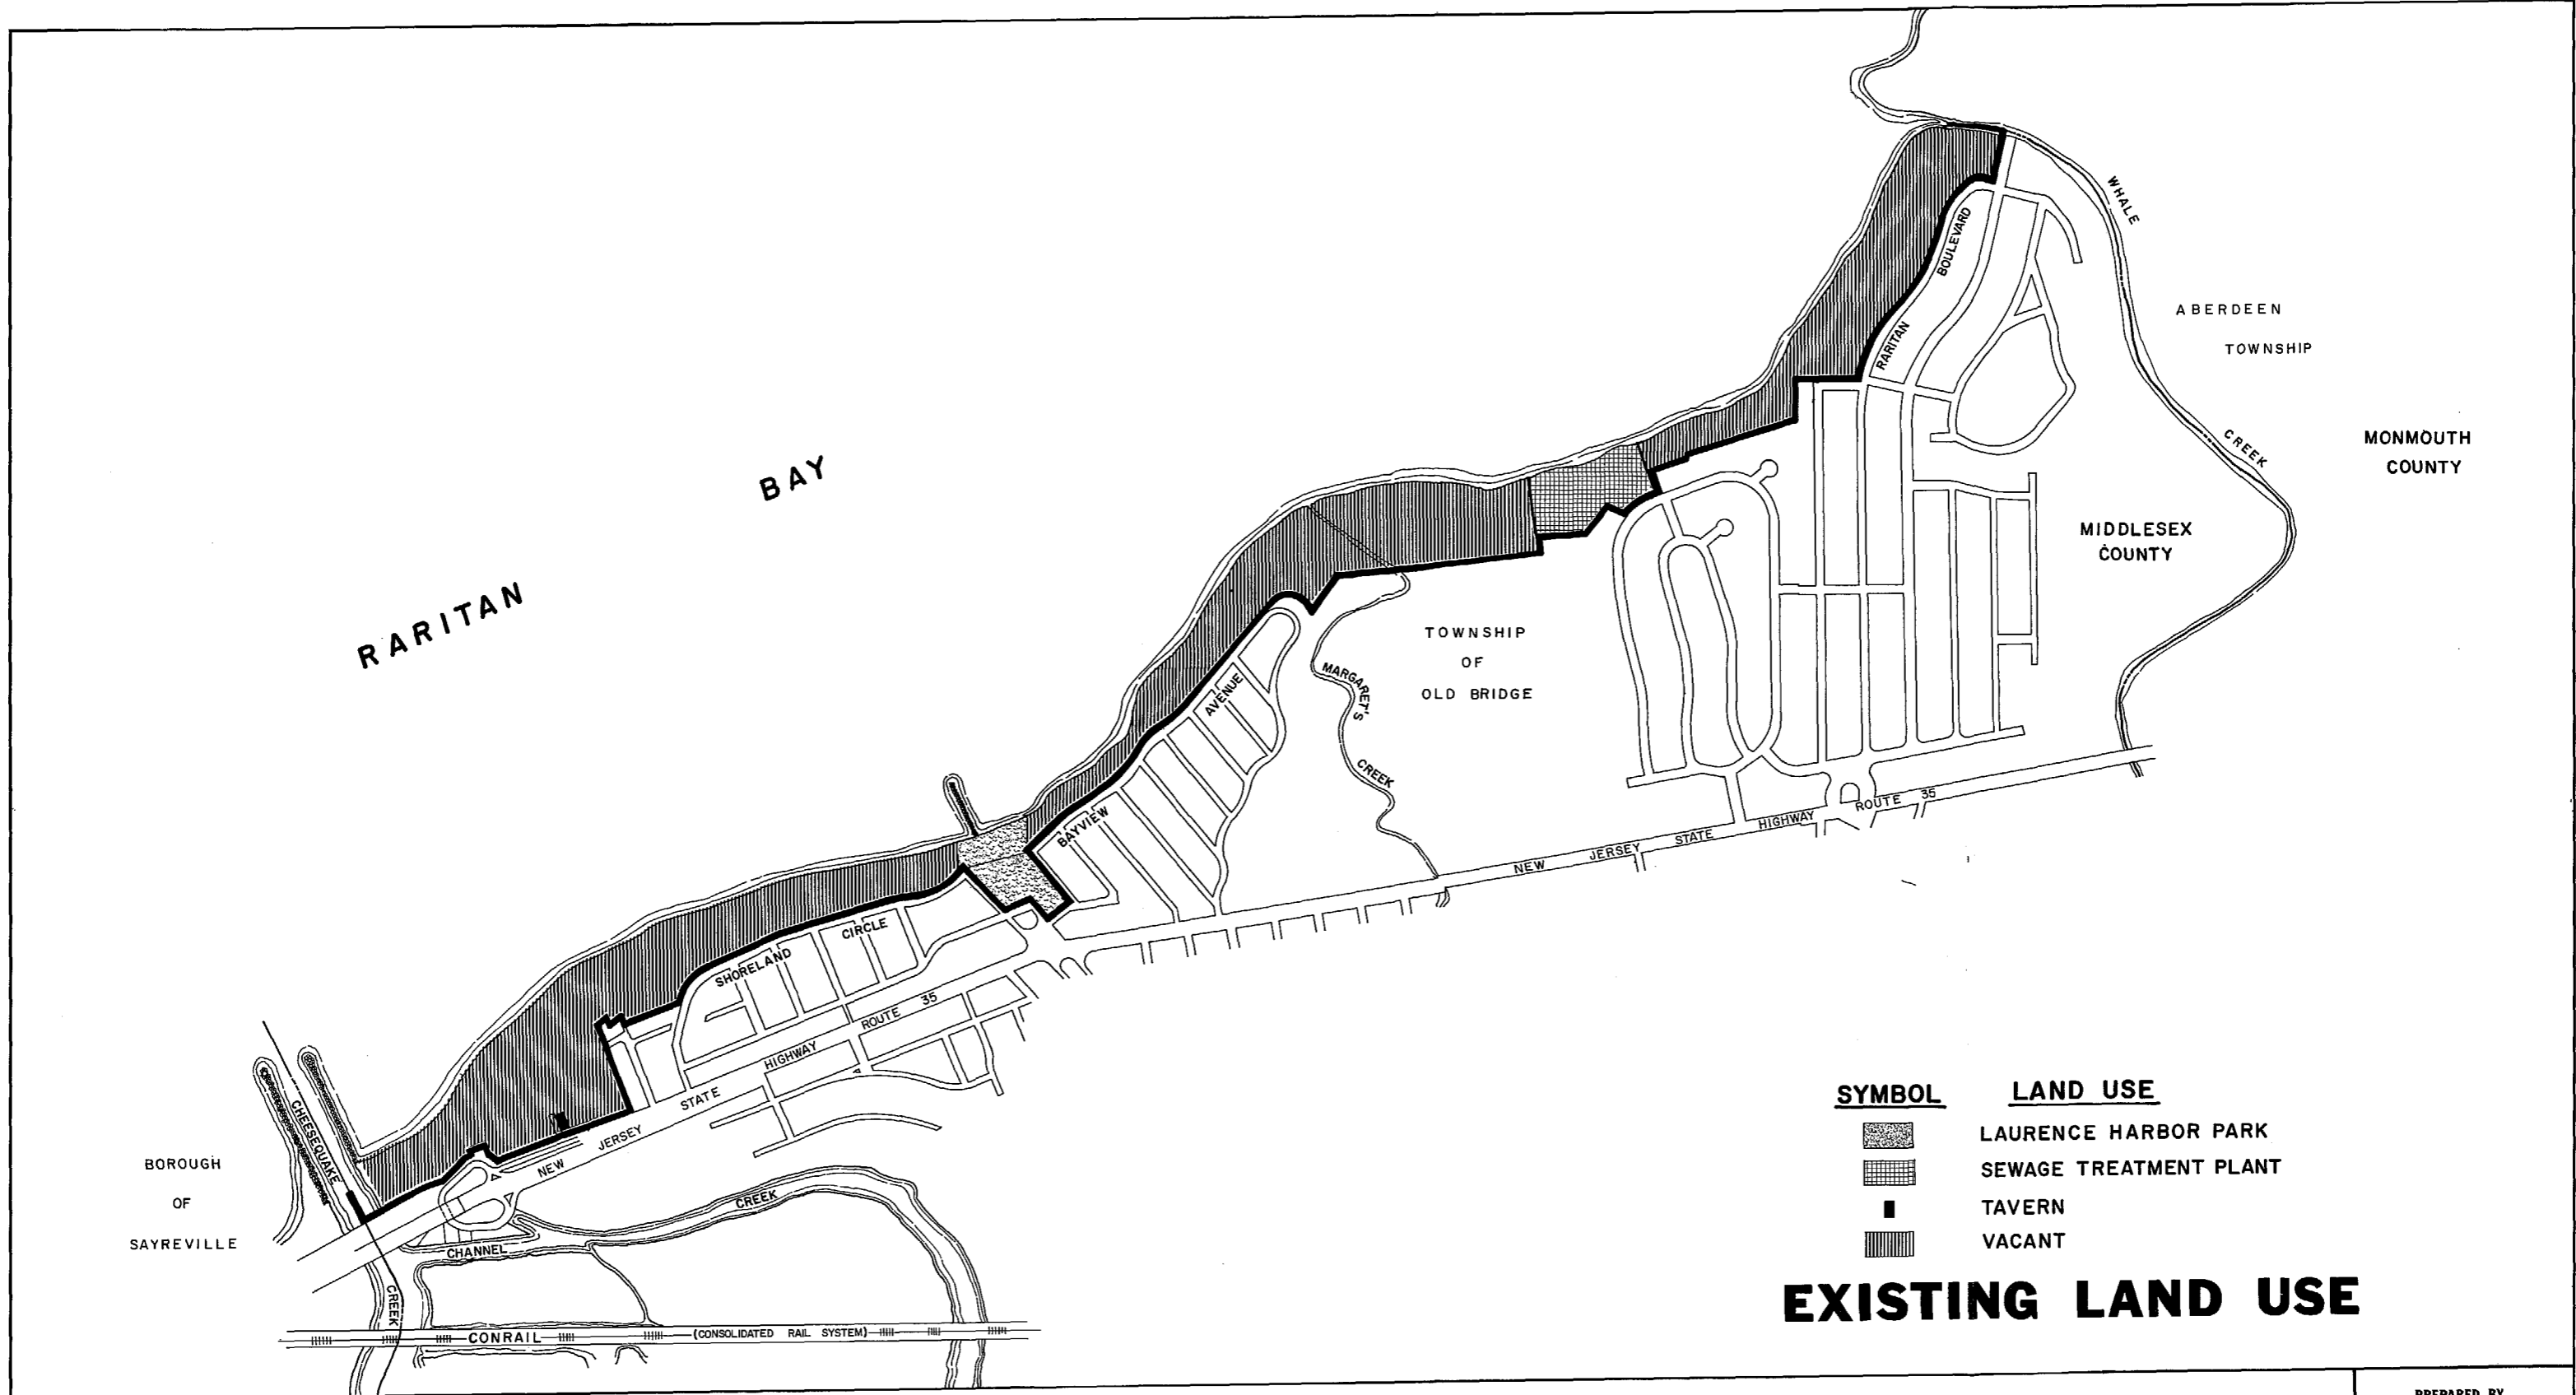 WHALE
BOULEVARD
RARITAN
ABERDEEN
TOWNSHIP
CREEK
MONMOUTH
COUNTY
MIDDLESEX
COUNTY
RARITAN BAY
TOWNSHIP
OF
OLD BRIDGE
MARGARET'S
CREEK
AVENUE
BAYVIEW
NEW JERSEY STATE HIGHWAY ROUTE 35
SHORELAND CIRCLE
NEW JERSEY STATE HIGHWAY ROUTE 35
CHEESEQUAKE
CREEK
BOROUGH
OF
SAYREVILLE
CHANNEL
CREEK
CONRAIL (CONSOLIDATED RAIL SYSTEM)
SYMBOL LAND USE
LAURENCE HARBOR PARK
SEWAGE TREATMENT PLANT
TAVERN
VACANT
EXISTING LAND USE
PREPARED BY